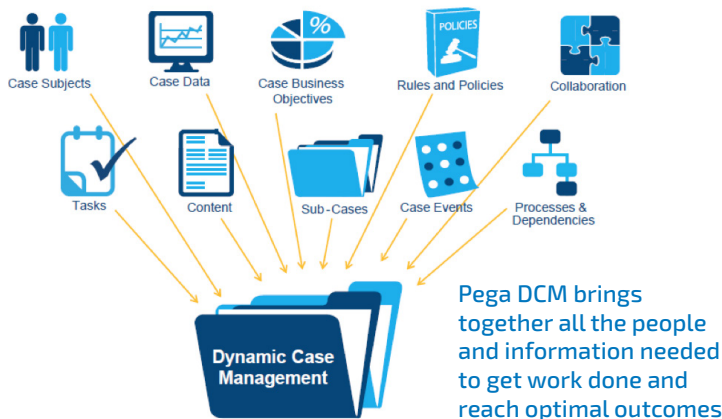 %
POLICIES
Case Subjects
Case Data
Case Business
Objectives
Rules and Policies
Collaboration
Tasks
Content
Sub-Cases
Case Events
Processes &
Dependencies
Dynamic Case
Management
Pega DCM brings
together all the people
and information needed
to get work done and
reach optimal outcomes